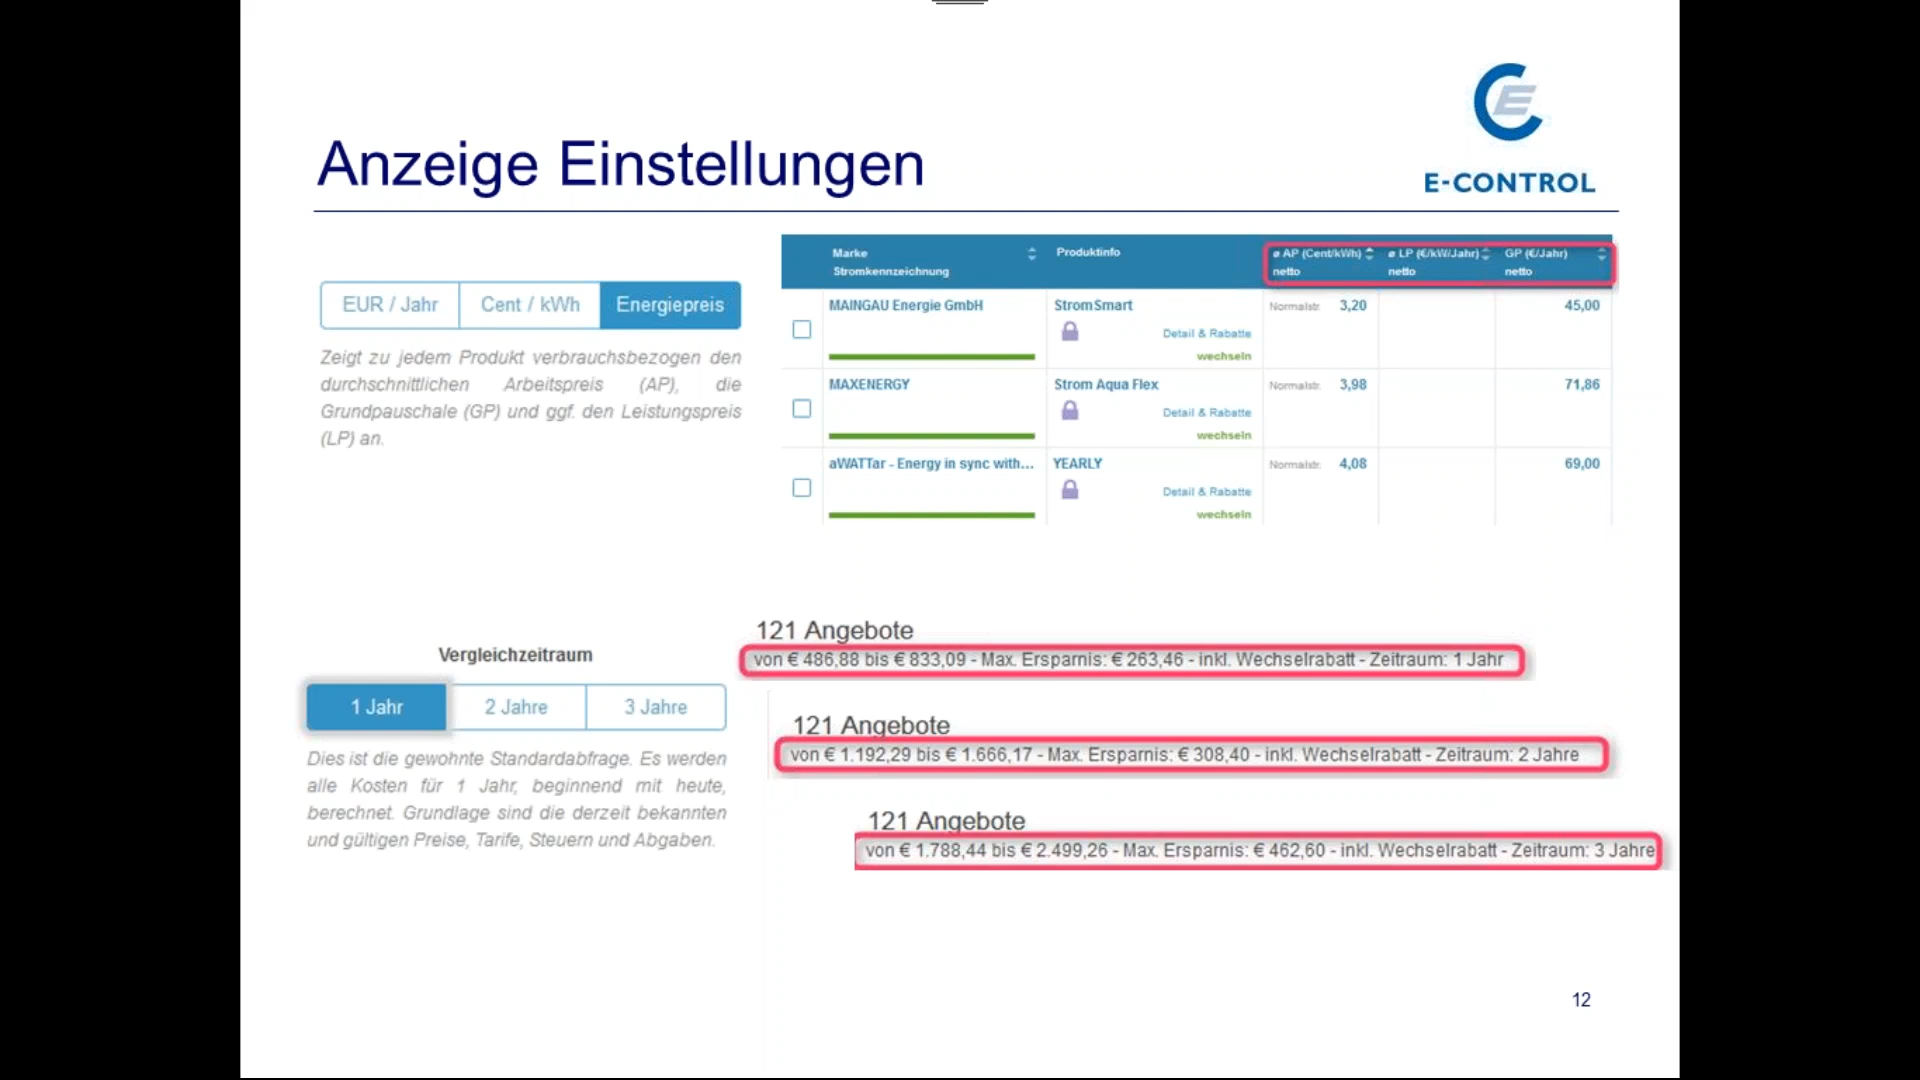 E-CONTROL
Anzeige Einstellungen
EUR / Jahr Cent / kWh Energiepreis
Zeigt zu jedem Produkt verbrauchsbezogen den
durchschnittlichen Arbeitspreis (AP), die
Grundpauschale (GP) und ggf. den Leistungspreis
(LP) an.
Marke Produktinfo ø AP (Cent/kWh) ø LP (€/kW/Jahr) GP (€/Jahr)
Stromkennzeichnung netto netto netto
MAINGAU Energie GmbH StromSmart Normalstr. 3,20 45,00
Detail & Rabatte
wechseln
MAXENERGY Strom Aqua Flex Normalstr. 3,98 71,86
Detail & Rabatte
wechseln
aWATTar - Energy in sync with... YEARLY Normalstr. 4,08 69,00
Detail & Rabatte
wechseln
Vergleichzeitraum
1 Jahr 2 Jahre 3 Jahre
Dies ist die gewohnte Standardabfrage. Es werden
alle Kosten für 1 Jahr, beginnend mit heute,
berechnet. Grundlage sind die derzeit bekannten
und gültigen Preise, Tarife, Steuern und Abgaben.
121 Angebote
von € 486,88 bis € 833,09 - Max. Ersparnis: € 263,46 - inkl. Wechselrabatt - Zeitraum: 1 Jahr
121 Angebote
von € 1.192,29 bis € 1.666,17 - Max. Ersparnis: € 308,40 - inkl. Wechselrabatt - Zeitraum: 2 Jahre
121 Angebote
von € 1.788,44 bis € 2.499,26 - Max. Ersparnis: € 462,60 - inkl. Wechselrabatt - Zeitraum: 3 Jahre
12